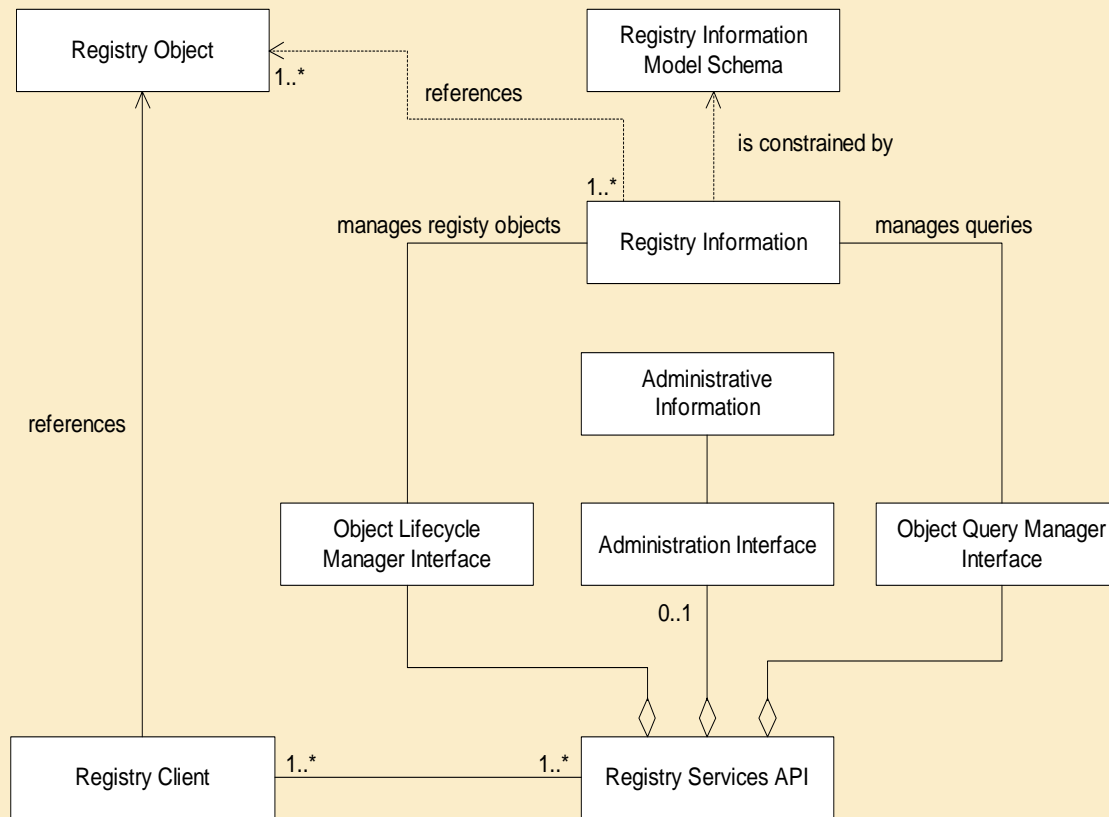 Registry Object
Registry Information
Model Schema
1..*
references
is constrained by
1..*
manages registy objects
Registry Information
manages queries
Administrative
Information
references
Object Lifecycle
Manager Interface
Administration Interface
Object Query Manager
Interface
0..1
Registry Client
1..*
1..*
Registry Services API